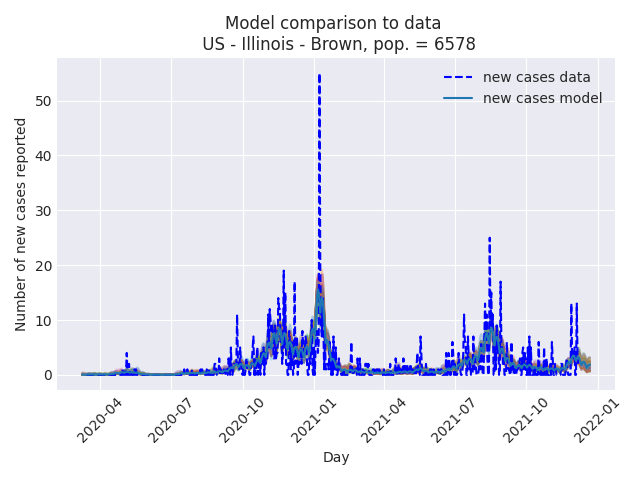 Model comparison to data
US - Illinois - Brown, pop. = 6578
new cases data
new cases model
Number of new cases reported
50
40
30
20
10
0
2020-04
2020-07
2020-10
2021-01
2021-04
2021-07
2021-10
2022-01
Day